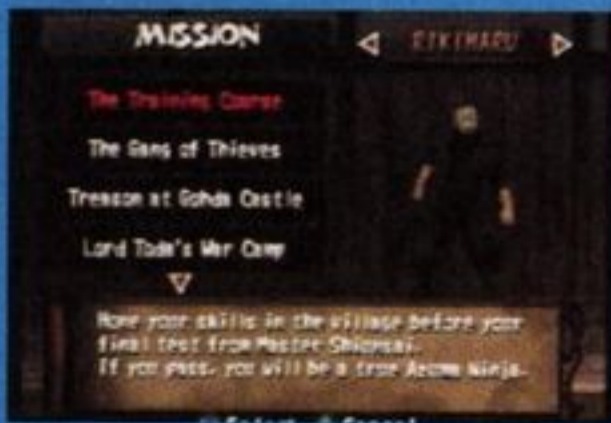 MISSION
RIKIMARU
The Training Course
The Gang of Thieves
Treason at Gohda Castle
Lord Toda's War Camp
Hone your skills in the village before your
final test from Master Shiunsai.
If you pass, you will be a true Azuma Ninja.
Select Cancel